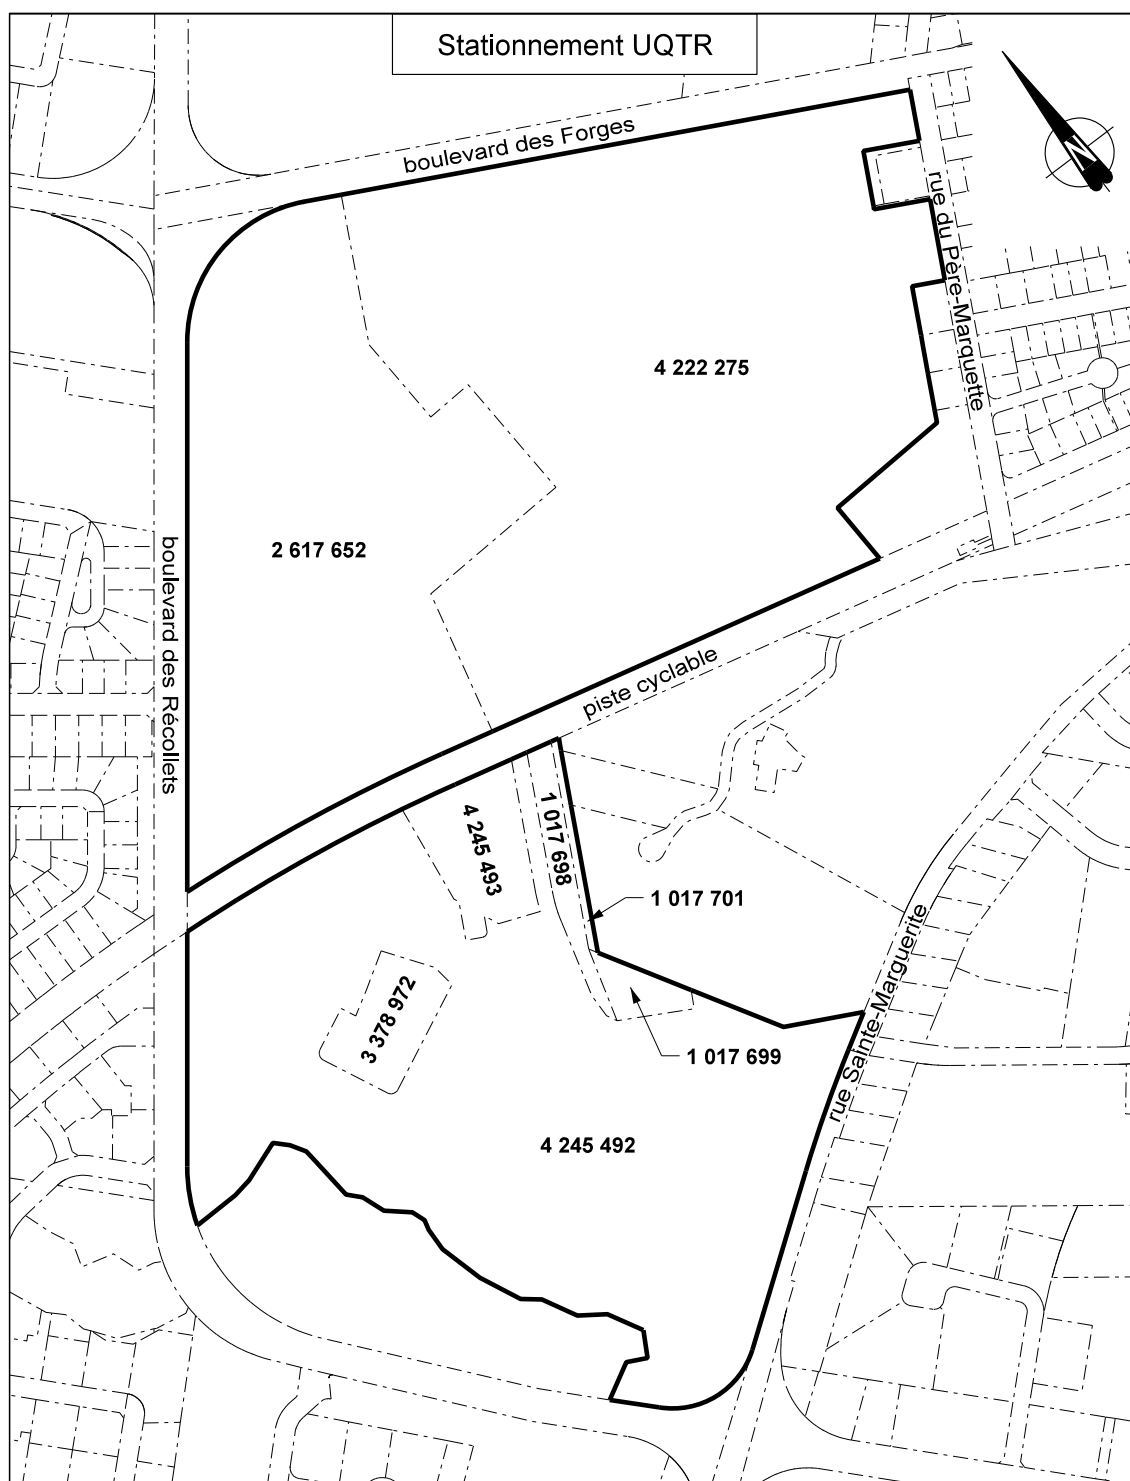 Stationnement UQTR
boulevard des Forges
N
rue du Père-Marquette
4 222 275
2 617 652
boulevard des Récollets
piste cyclable
4 245 493
1 017 698
1 017 701
rue Sainte-Marguerite
3 378 972
1 017 699
4 245 492